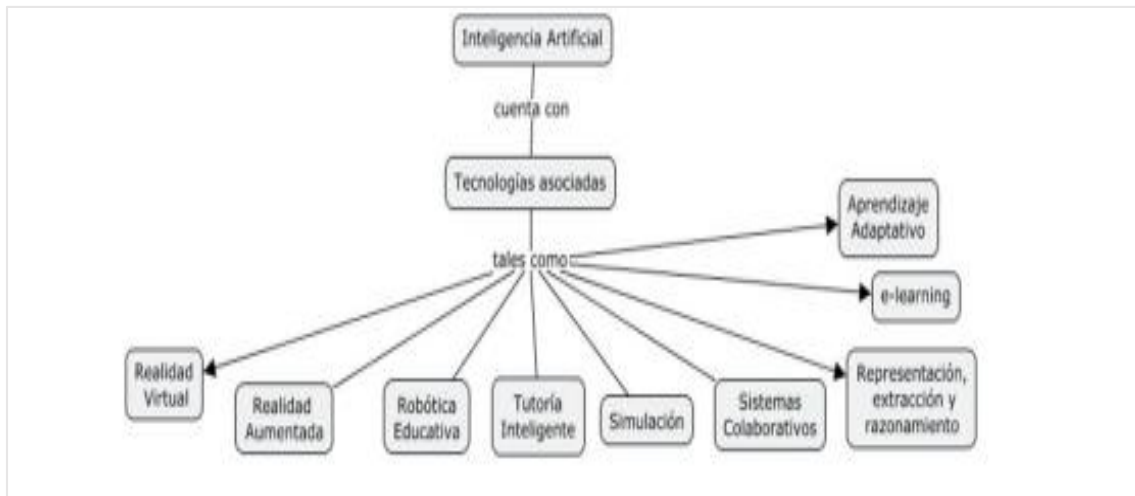 Inteligencia Artificial
cuenta con
Tecnologías asociadas
tales como
Aprendizaje
Adaptativo
e-learning
Realidad
Virtual
Realidad
Aumentada
Robótica
Educativa
Tutoría
Inteligente
Simulación
Sistemas
Colaborativos
Representación,
extracción y
razonamiento